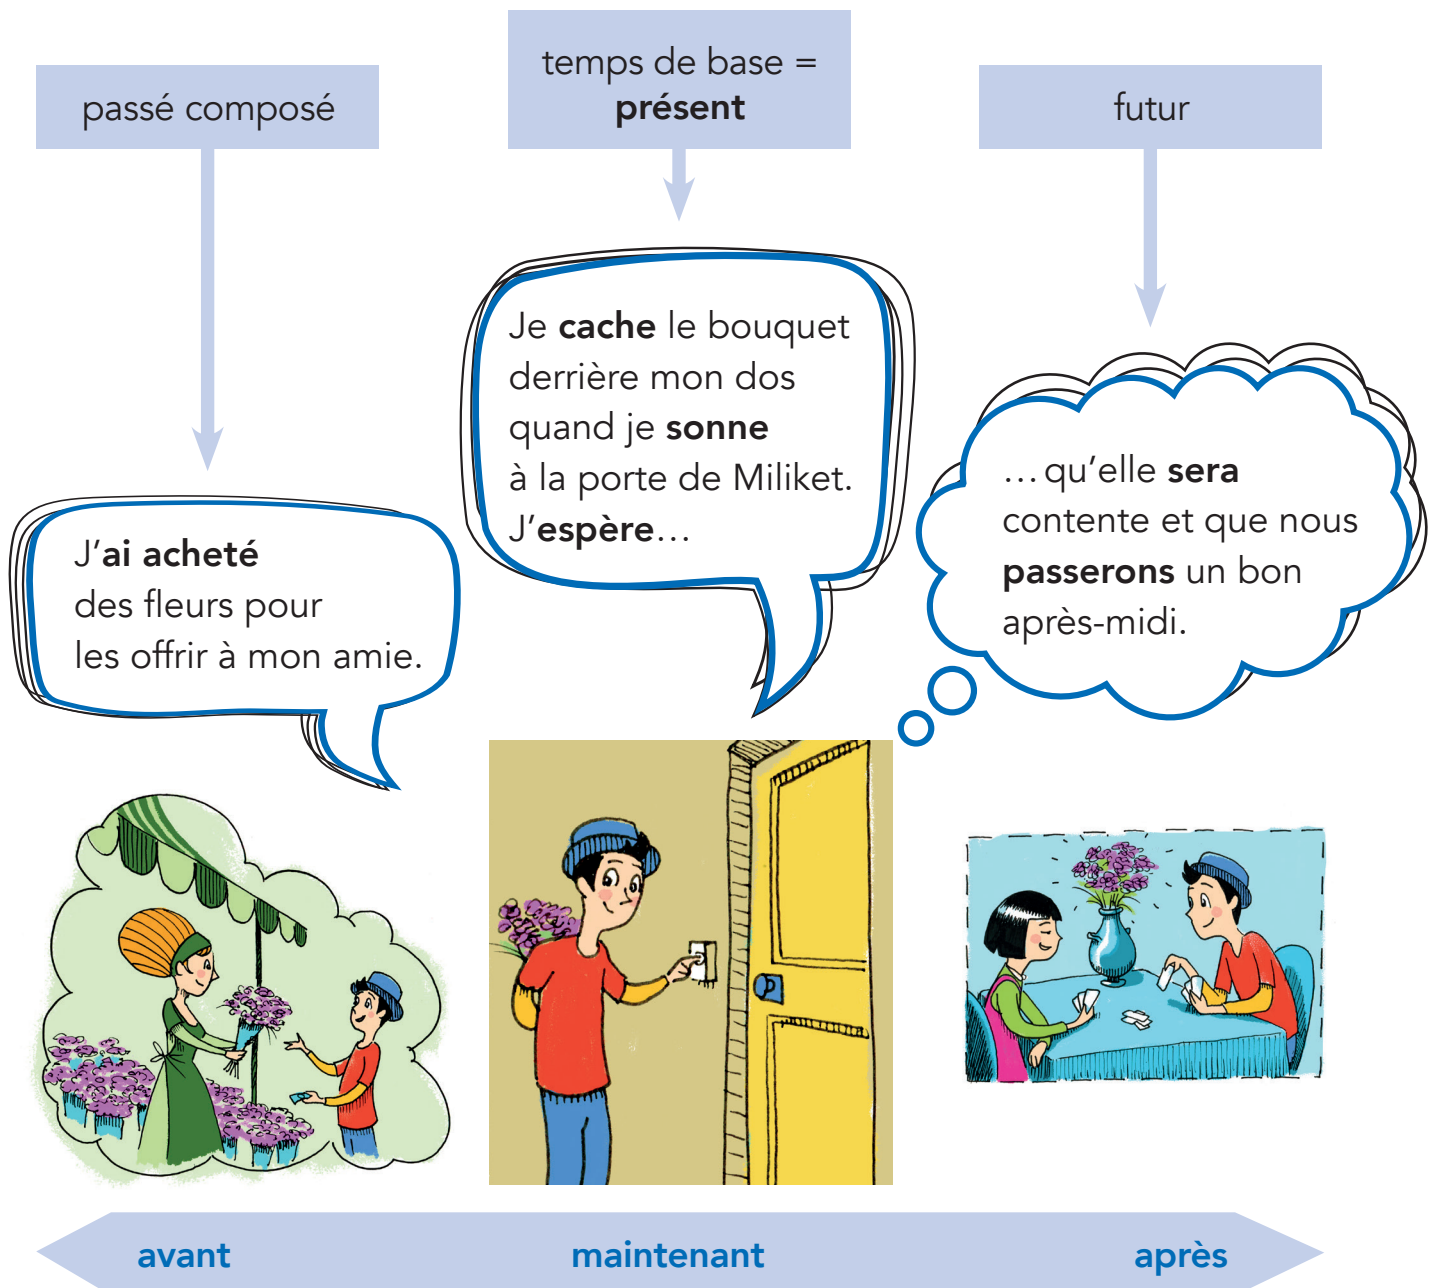 passé composé
temps de base =
présent
futur
J’ai acheté
des fleurs pour
les offrir à mon amie.
Je cache le bouquet
derrière mon dos
quand je sonne
à la porte de Miliket.
J’espère…
…qu’elle sera
contente et que nous
passerons un bon
après-midi.
avant
maintenant
après